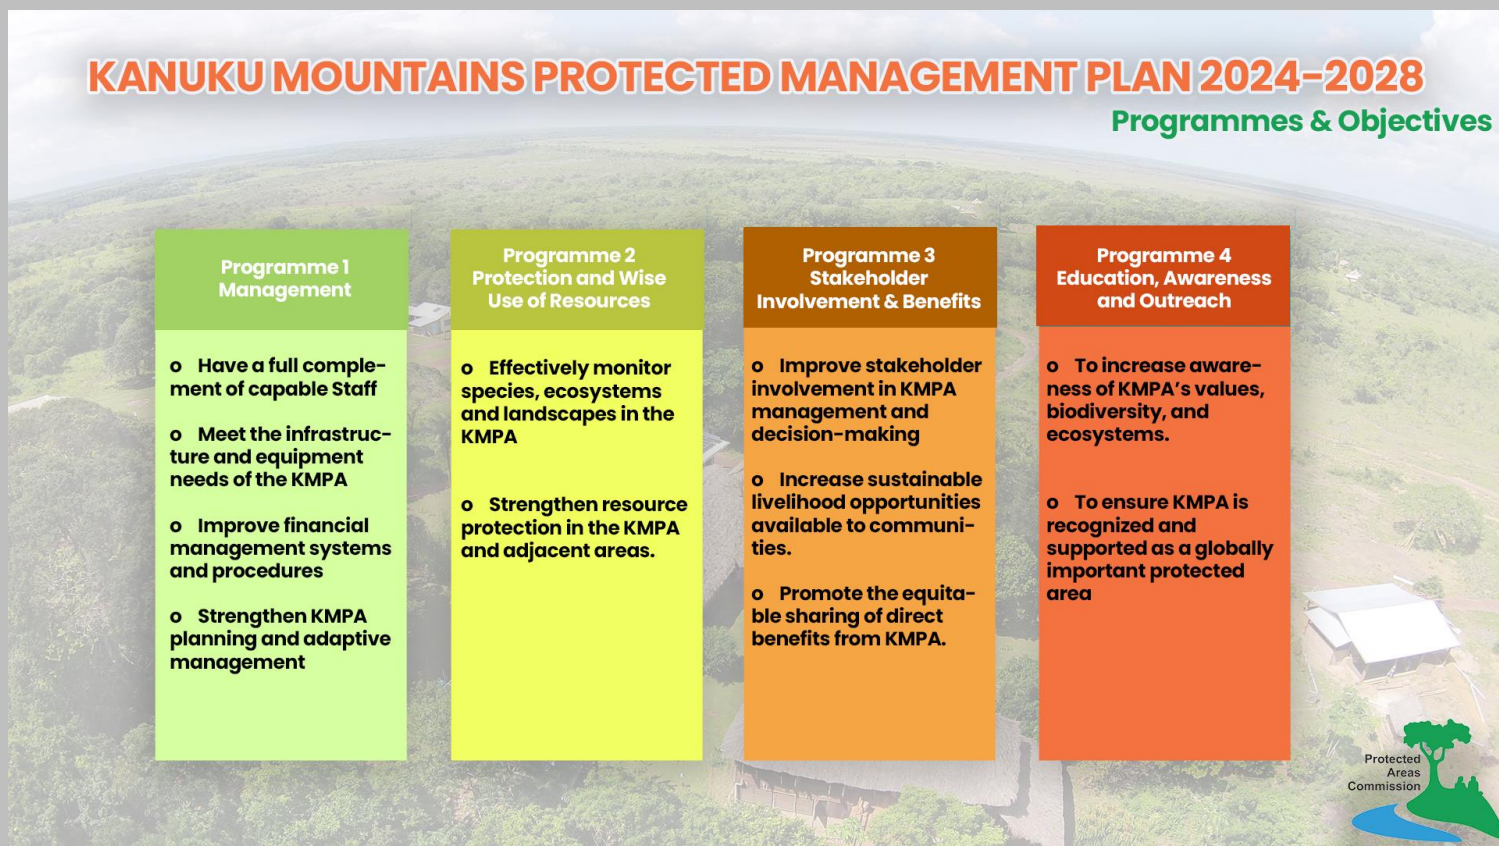 KANUKU MOUNTAINS PROTECTED MANAGEMENT PLAN 2024-2028
Programmes & Objectives
Programme 1
Management
o Have a full comple-
ment of capable Staff
o Meet the infrastruc-
ture and equipment
needs of the KMPA
o Improve financial
management systems
and procedures
o Strengthen KMPA
planning and adaptive
management
Programme 2
Protection and Wise
Use of Resources
o Effectively monitor
species, ecosystems
and landscapes in the
KMPA
o Strengthen resource
protection in the KMPA
and adjacent areas.
Programme 3
Stakeholder
Involvement & Benefits
o Improve stakeholder
involvement in KMPA
management and
decision-making
o Increase sustainable
livelihood opportunities
available to communi-
ties.
o Promote the equita-
ble sharing of direct
benefits from KMPA.
Programme 4
Education, Awareness
and Outreach
o To increase aware-
ness of KMPA's values,
biodiversity, and
ecosystems.
o To ensure KMPA is
recognized and
supported as a globally
important protected
area
Protected
Areas
Commission